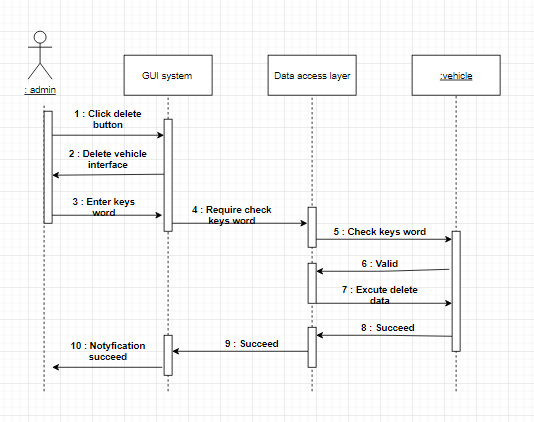 : admin
GUI system
Data access layer
:vehicle
1 : Click delete
button
2 : Delete vehicle
interface
3 : Enter keys
word
4 : Require check
keys word
5 : Check keys word
6 : Valid
7 : Excute delete
data
8 : Succeed
9 : Succeed
10 : Notyfication
succeed